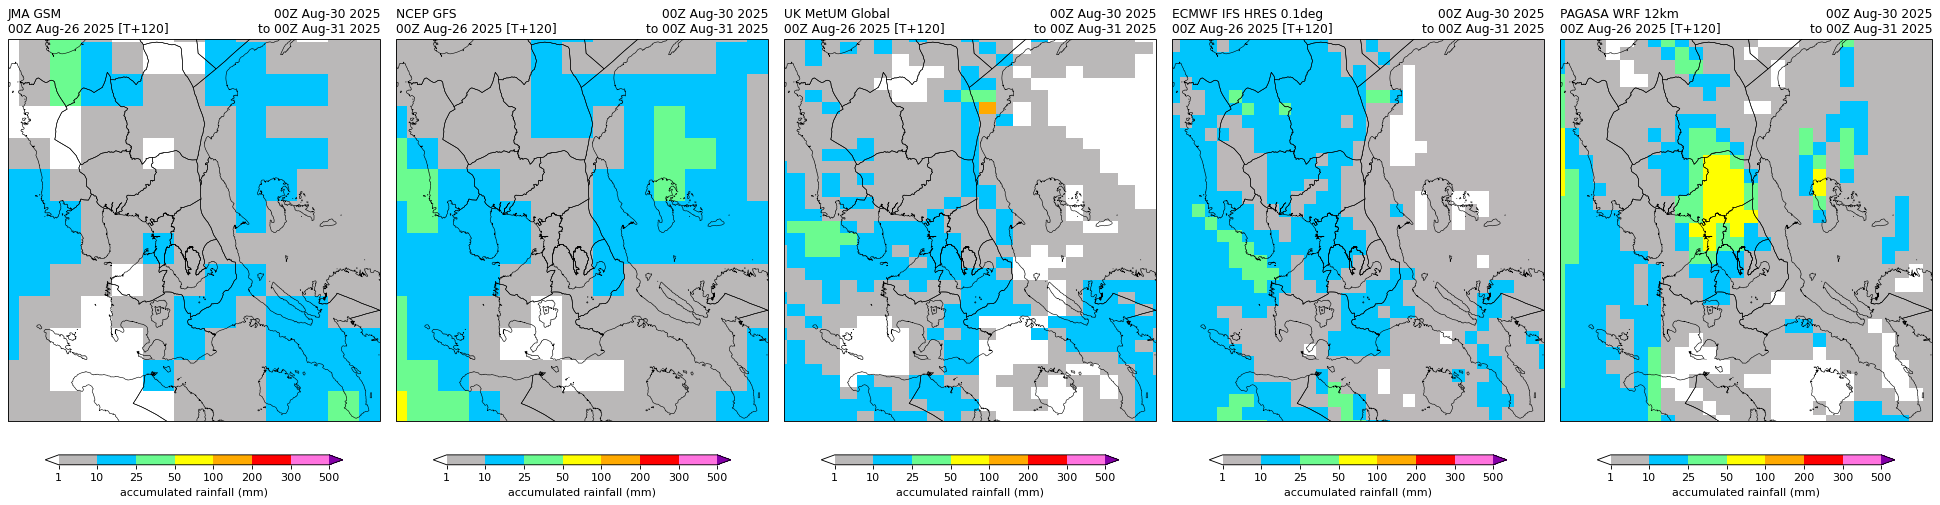 JMA GSM 00Z Aug-30 2025
00Z Aug-26 2025 [T+120] to 00Z Aug-31 2025
NCEP GFS 00Z Aug-30 2025
00Z Aug-26 2025 [T+120] to 00Z Aug-31 2025
UK MetUM Global 00Z Aug-30 2025
00Z Aug-26 2025 [T+120] to 00Z Aug-31 2025
ECMWF IFS HRES 0.1deg 00Z Aug-30 2025
00Z Aug-26 2025 [T+120] to 00Z Aug-31 2025
PAGASA WRF 12km 00Z Aug-30 2025
00Z Aug-26 2025 [T+120] to 00Z Aug-31 2025
1 10 25 50 100 200 300 500
accumulated rainfall (mm)
1 10 25 50 100 200 300 500
accumulated rainfall (mm)
1 10 25 50 100 200 300 500
accumulated rainfall (mm)
1 10 25 50 100 200 300 500
accumulated rainfall (mm)
1 10 25 50 100 200 300 500
accumulated rainfall (mm)